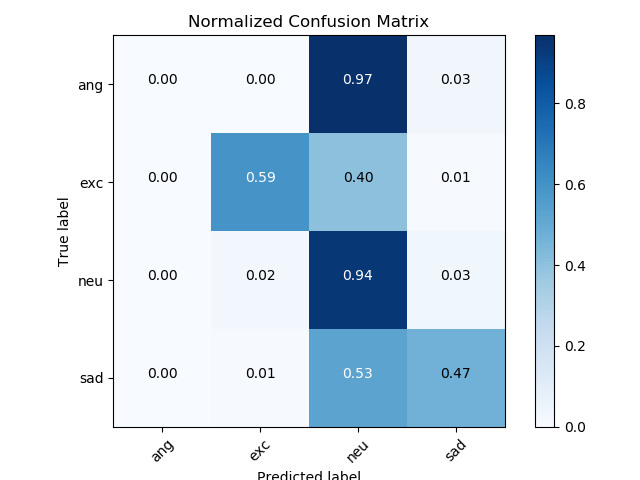 Normalized Confusion Matrix
ang 0.00 0.00 0.97 0.03
exc 0.00 0.59 0.40 0.01
neu 0.00 0.02 0.94 0.03
sad 0.00 0.01 0.53 0.47
ang exc neu sad
True label
Predicted label
0.8
0.6
0.4
0.2
0.0